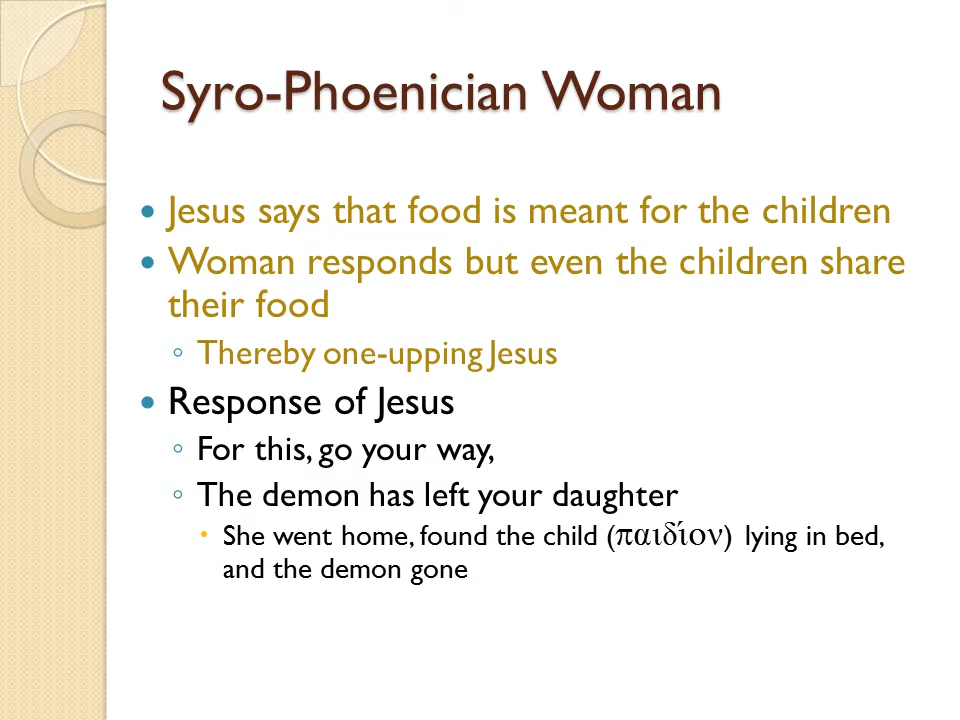 Syro-Phoenician Woman
• Jesus says that food is meant for the children
• Woman responds but even the children share
their food
◦ Thereby one-upping Jesus
• Response of Jesus
◦ For this, go your way,
◦ The demon has left your daughter
• She went home, found the child (παιδίον) lying in bed,
and the demon gone